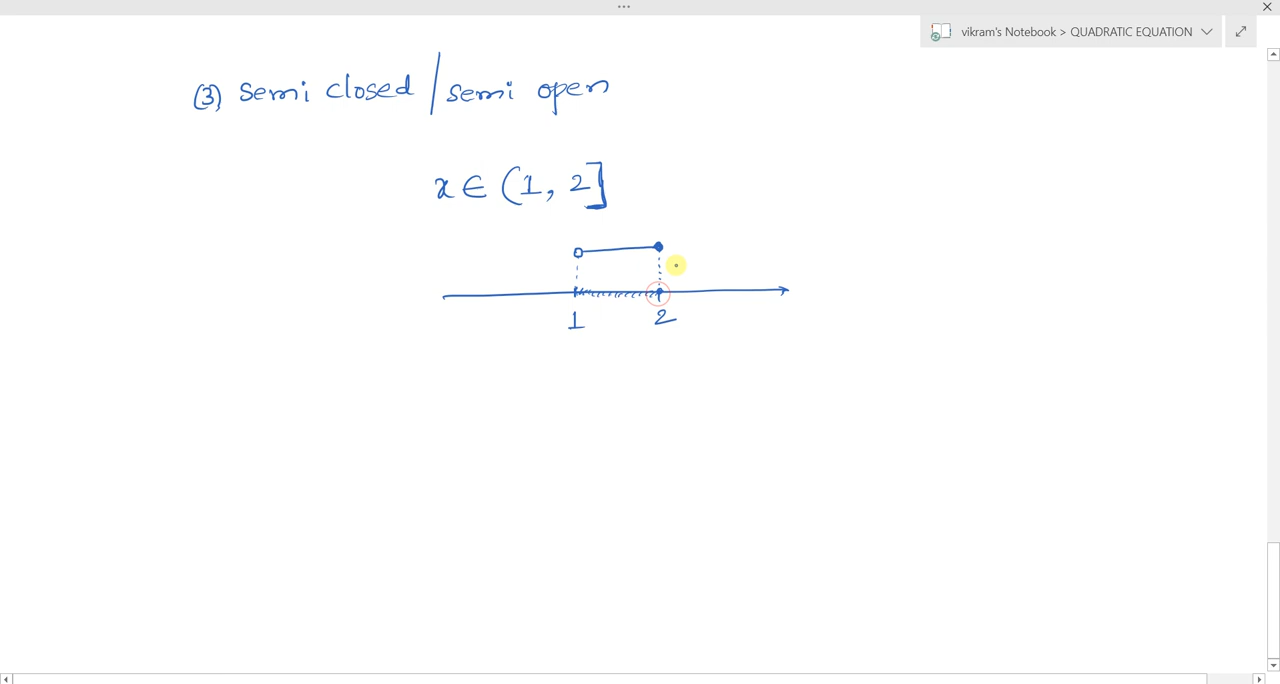 vikram's Notebook > QUADRATIC EQUATION
(3) semi closed / semi open
x ∈ (1, 2]
1 2